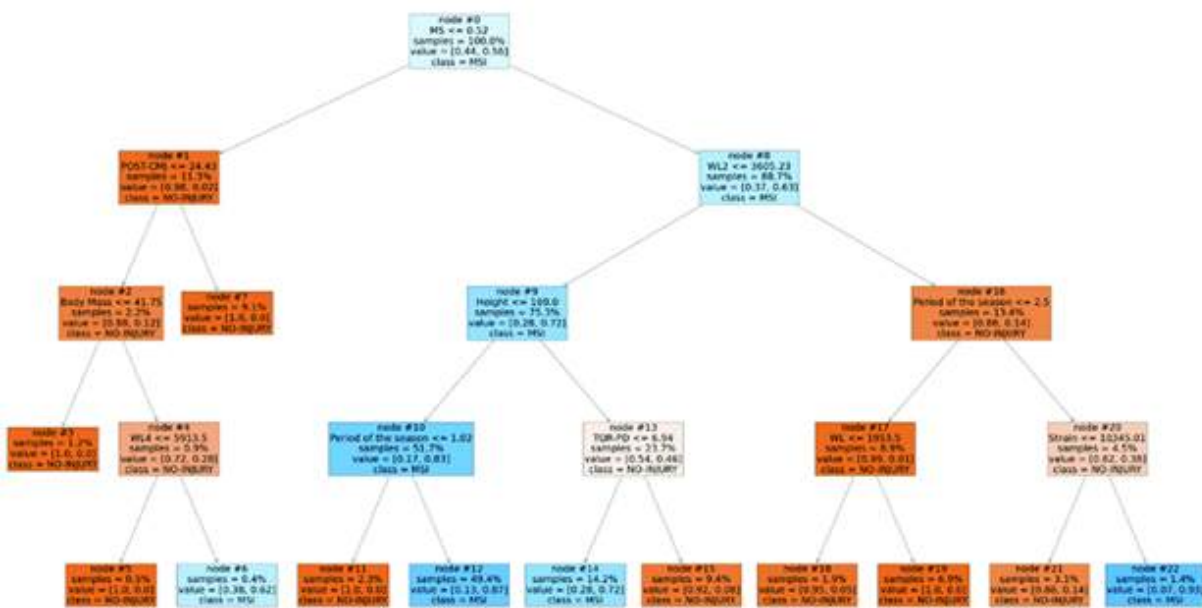 node #0
MS <= 0.52
samples = 100.0%
value = [0.44, 0.56]
class = MSI
node #1
POST-CMJ <= 24.43
samples = 11.3%
value = [0.98, 0.02]
class = NO-INJURY
node #8
WL2 <= 3605.23
samples = 88.7%
value = [0.37, 0.63]
class = MSI
node #2
Body Mass <= 41.75
samples = 2.2%
value = [0.88, 0.12]
class = NO-INJURY
node #7
samples = 9.1%
value = [1.0, 0.0]
class = NO-INJURY
node #9
Height <= 169.0
samples = 75.3%
value = [0.28, 0.72]
class = MSI
node #16
Period of the season <= 2.5
samples = 13.4%
value = [0.86, 0.14]
class = NO-INJURY
node #3
samples = 1.2%
value = [1.0, 0.0]
class = NO-INJURY
node #4
WL4 <= 5913.5
samples = 0.9%
value = [0.72, 0.28]
class = NO-INJURY
node #10
Period of the season <= 1.02
samples = 51.7%
value = [0.17, 0.83]
class = MSI
node #13
TQR-PD <= 6.94
samples = 23.7%
value = [0.54, 0.46]
class = NO-INJURY
node #17
WL <= 1953.5
samples = 8.9%
value = [0.99, 0.01]
class = NO-INJURY
node #20
Strain <= 10245.01
samples = 4.5%
value = [0.62, 0.38]
class = NO-INJURY
node #5
samples = 0.5%
value = [1.0, 0.0]
class = NO-INJURY
node #6
samples = 0.4%
value = [0.38, 0.62]
class = MSI
node #11
samples = 2.3%
value = [1.0, 0.0]
class = NO-INJURY
node #12
samples = 49.4%
value = [0.13, 0.87]
class = MSI
node #14
samples = 14.2%
value = [0.28, 0.72]
class = MSI
node #15
samples = 9.4%
value = [0.92, 0.08]
class = NO-INJURY
node #18
samples = 1.9%
value = [0.95, 0.05]
class = NO-INJURY
node #19
samples = 6.9%
value = [1.0, 0.0]
class = NO-INJURY
node #21
samples = 3.1%
value = [0.86, 0.14]
class = NO-INJURY
node #22
samples = 1.4%
value = [0.07,
class = MSI